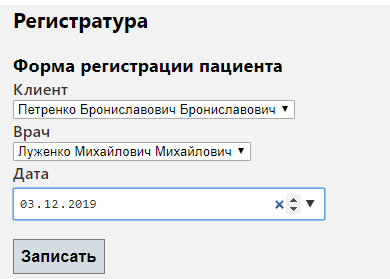 Регистратура
Форма регистрации пациента
Клиент
Петренко Брониславович Брониславович
Врач
Луженко Михайлович Михайлович
Дата
03.12.2019
Записать